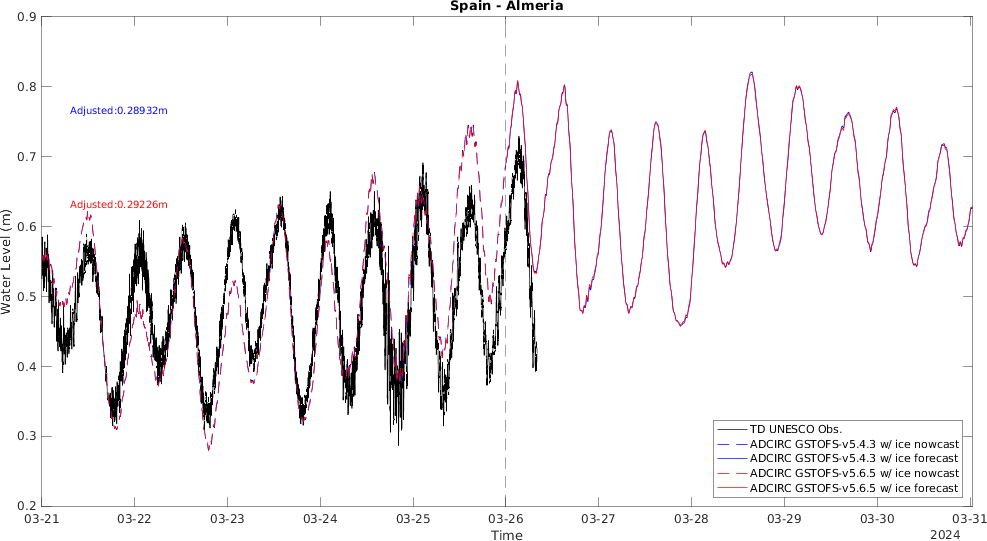 Spain - Almeria
0.9
0.8
0.7
0.6
0.5
0.4
0.3
0.2
Water Level (m)
Adjusted:0.28932m
Adjusted:0.29226m
TD UNESCO Obs.
ADCIRC GSTOFS-v5.4.3 w/ ice nowcast
ADCIRC GSTOFS-v5.4.3 w/ ice forecast
ADCIRC GSTOFS-v5.6.5 w/ ice nowcast
ADCIRC GSTOFS-v5.6.5 w/ ice forecast
03-21 03-22 03-23 03-24 03-25 03-26 03-27 03-28 03-29 03-30 03-31
Time
2024